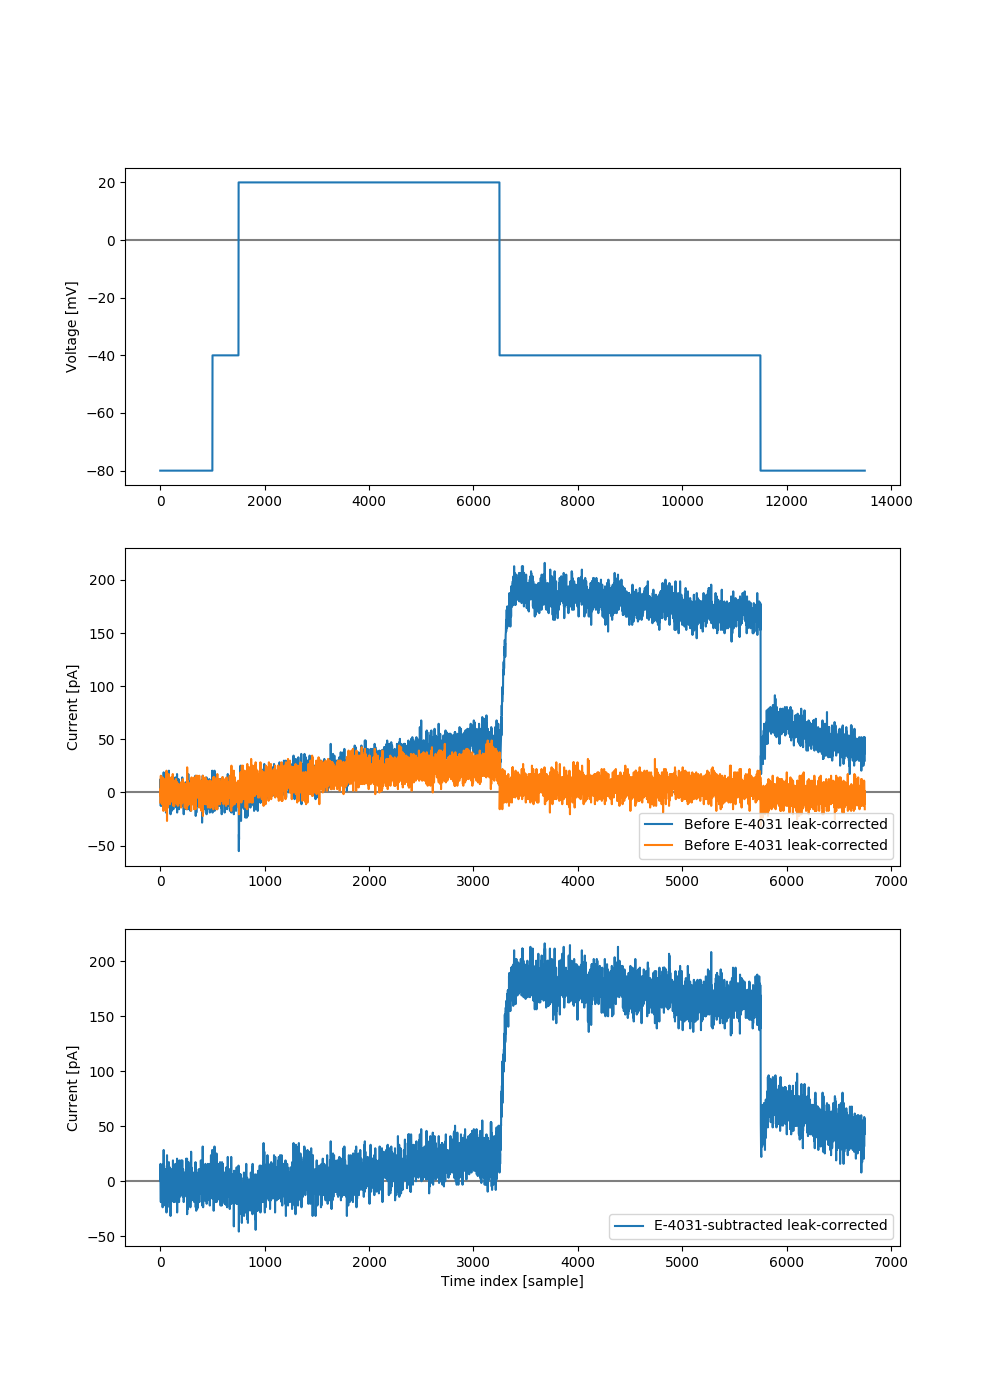 Voltage [mV]
20
0
−20
−40
−60
−80
0 2000 4000 6000 8000 10000 12000 14000
Current [pA]
200
150
100
50
0
−50
Before E-4031 leak-corrected
Before E-4031 leak-corrected
0 1000 2000 3000 4000 5000 6000 7000
Current [pA]
200
150
100
50
0
−50
E-4031-subtracted leak-corrected
0 1000 2000 3000 4000 5000 6000 7000
Time index [sample]